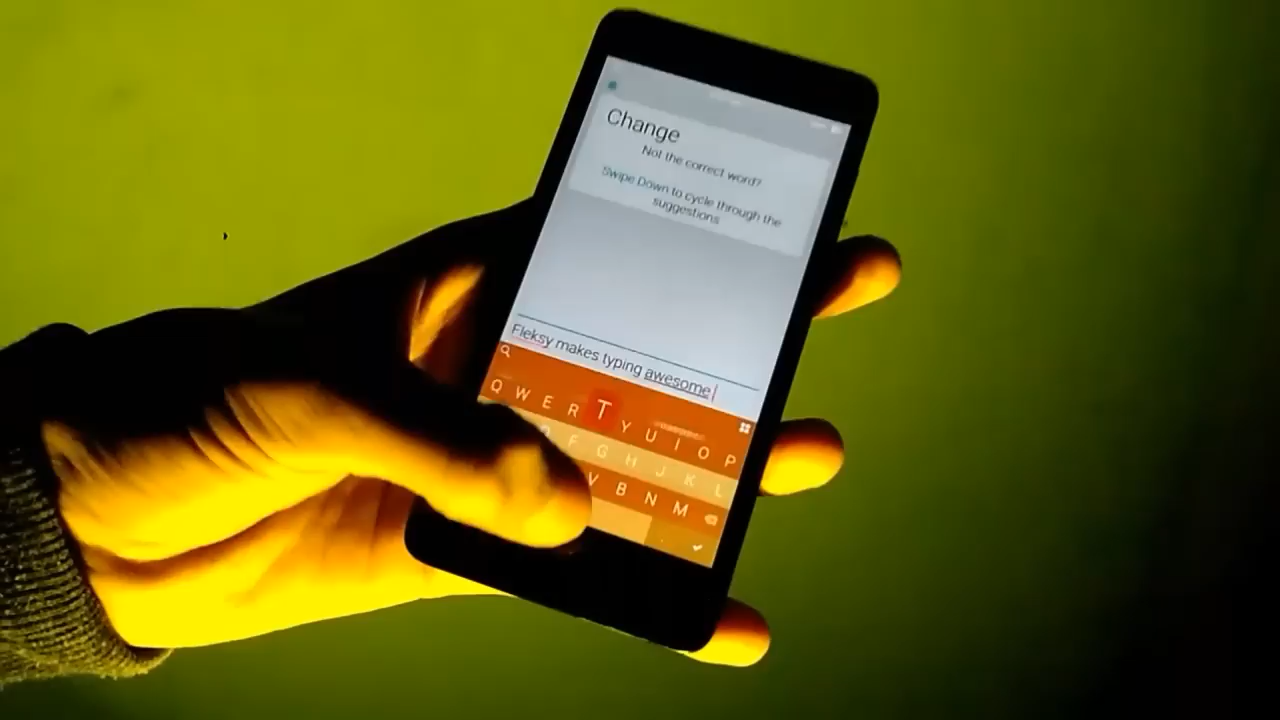 Change
Not the correct word?
Swipe Down to cycle through the
suggestions
Fleksy makes typing awesome
Q W E R T Y U I O P
F G H J K L
V B N M